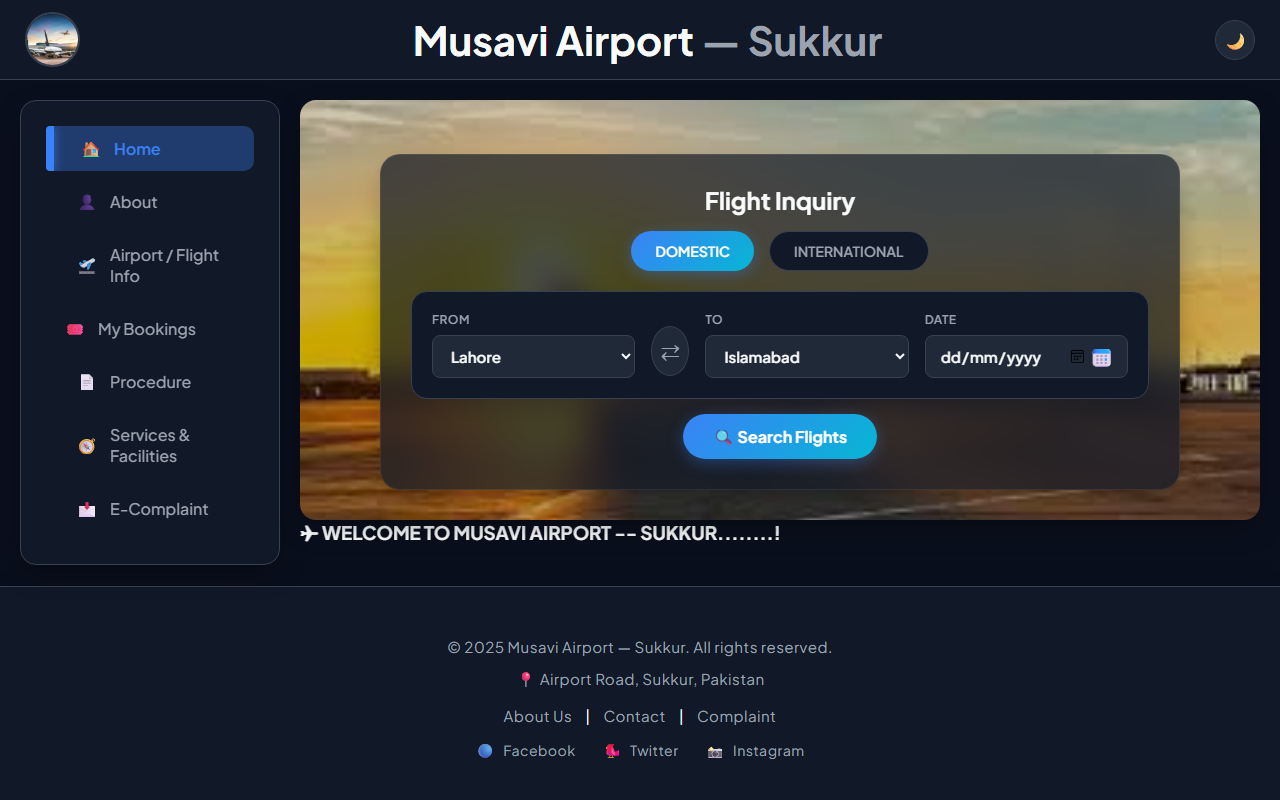 Musavi Airport — Sukkur
Home
About
Airport / Flight
Info
My Bookings
Procedure
Services &
Facilities
E-Complaint
Flight Inquiry
DOMESTIC
INTERNATIONAL
FROM
TO
DATE
Lahore
Islamabad
dd/mm/yyyy
Search Flights
✈ WELCOME TO MUSAVI AIRPORT -- SUKKUR........!
© 2025 Musavi Airport — Sukkur. All rights reserved.
Airport Road, Sukkur, Pakistan
About Us | Contact | Complaint
Facebook Twitter Instagram